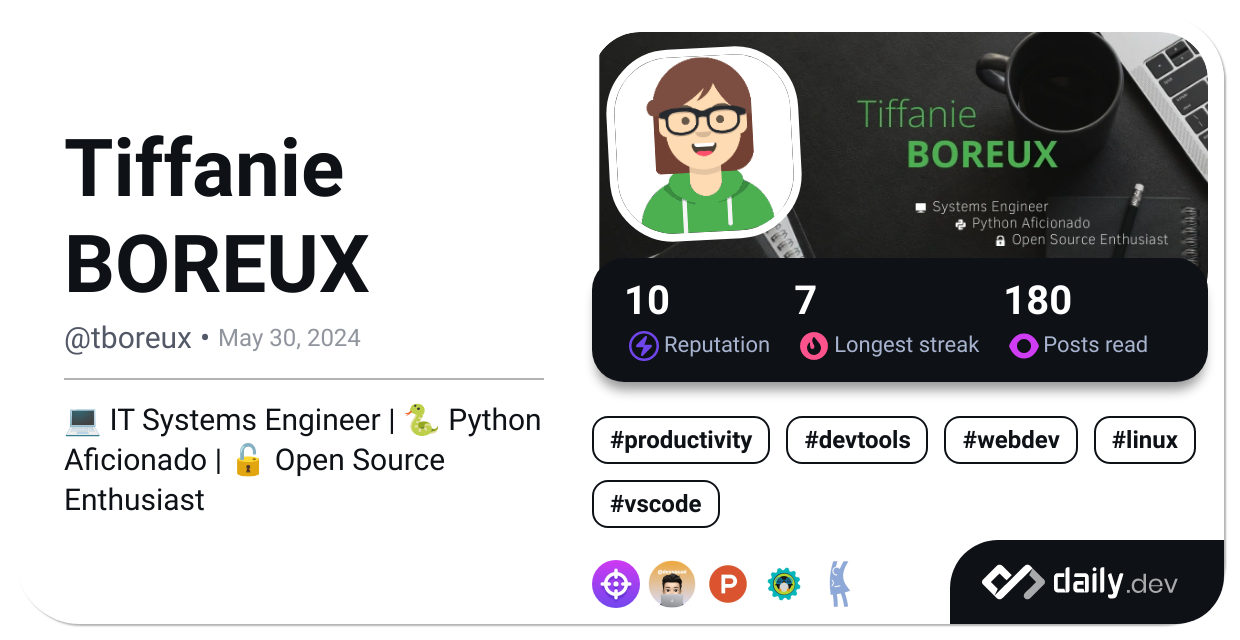 Tiffanie
BOREUX
@tboreux • May 30, 2024
💻 IT Systems Engineer | 🐍 Python
Aficionado | 🔓 Open Source
Enthusiast
Tiffanie
BOREUX
Systems Engineer
Python Aficionado
Open Source Enthusiast
10 7 180
Reputation Longest streak Posts read
#productivity #devtools #webdev #linux
#vscode
P
daily.dev